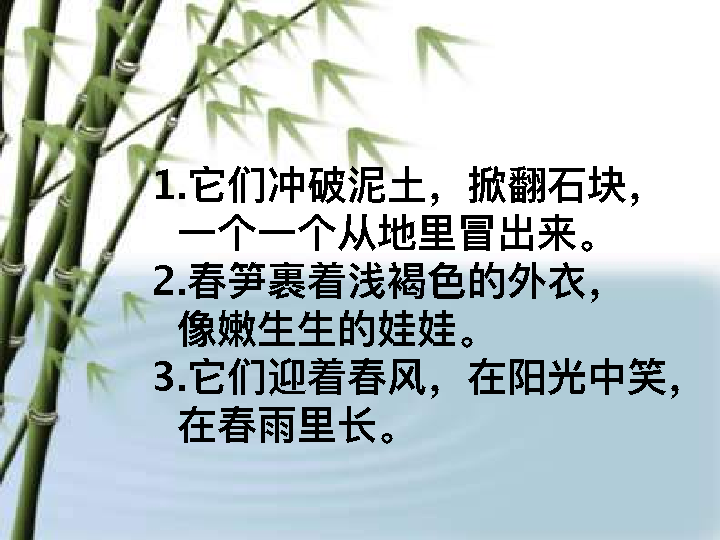 1.它们冲破泥土，掀翻石块，
一个一个从地里冒出来。
2.春笋裹着浅褐色的外衣，
像嫩生生的娃娃。
3.它们迎着春风，在阳光中笑，
在春雨里长。